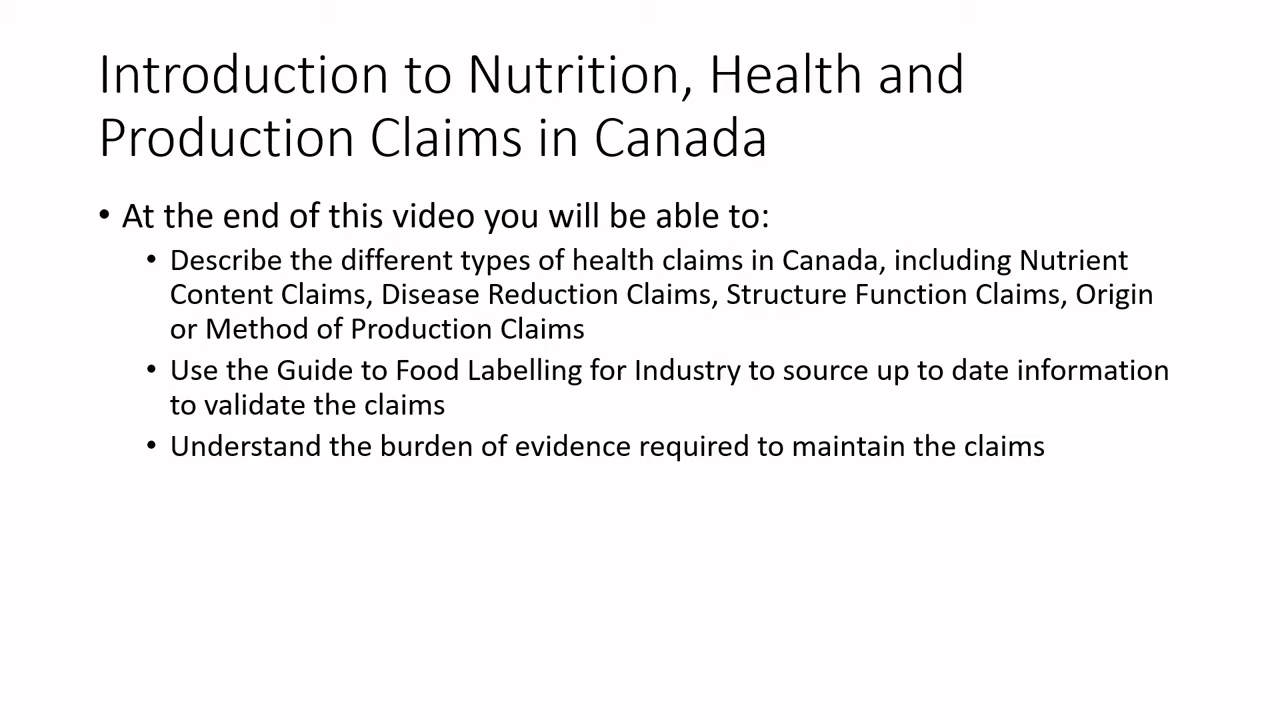 Introduction to Nutrition, Health and
Production Claims in Canada
• At the end of this video you will be able to:
• Describe the different types of health claims in Canada, including Nutrient
Content Claims, Disease Reduction Claims, Structure Function Claims, Origin
or Method of Production Claims
• Use the Guide to Food Labelling for Industry to source up to date information
to validate the claims
• Understand the burden of evidence required to maintain the claims